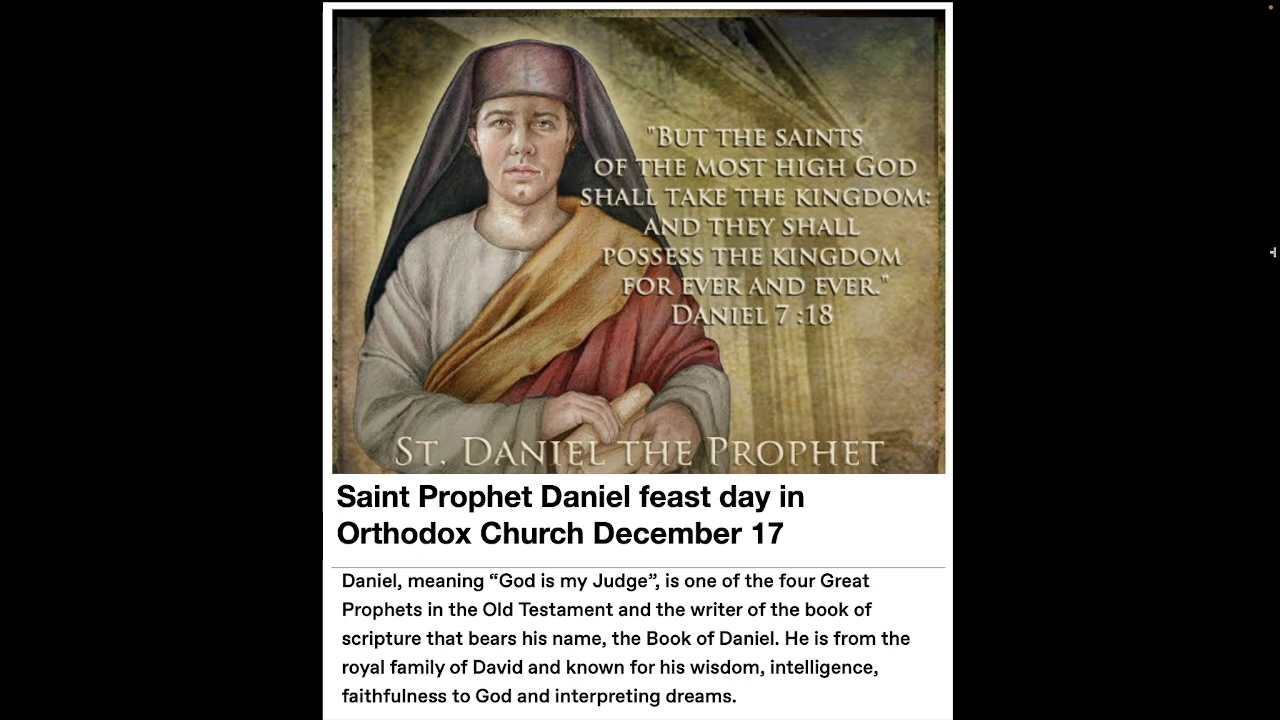 "BUT THE SAINTS
OF THE MOST HIGH GOD
SHALL TAKE THE KINGDOM:
AND THEY SHALL
POSSESS THE KINGDOM
FOR EVER AND EVER."
DANIEL 7 :18
ST. DANIEL THE PROPHET
Saint Prophet Daniel feast day in
Orthodox Church December 17
Daniel, meaning “God is my Judge”, is one of the four Great
Prophets in the Old Testament and the writer of the book of
scripture that bears his name, the Book of Daniel. He is from the
royal family of David and known for his wisdom, intelligence,
faithfulness to God and interpreting dreams.